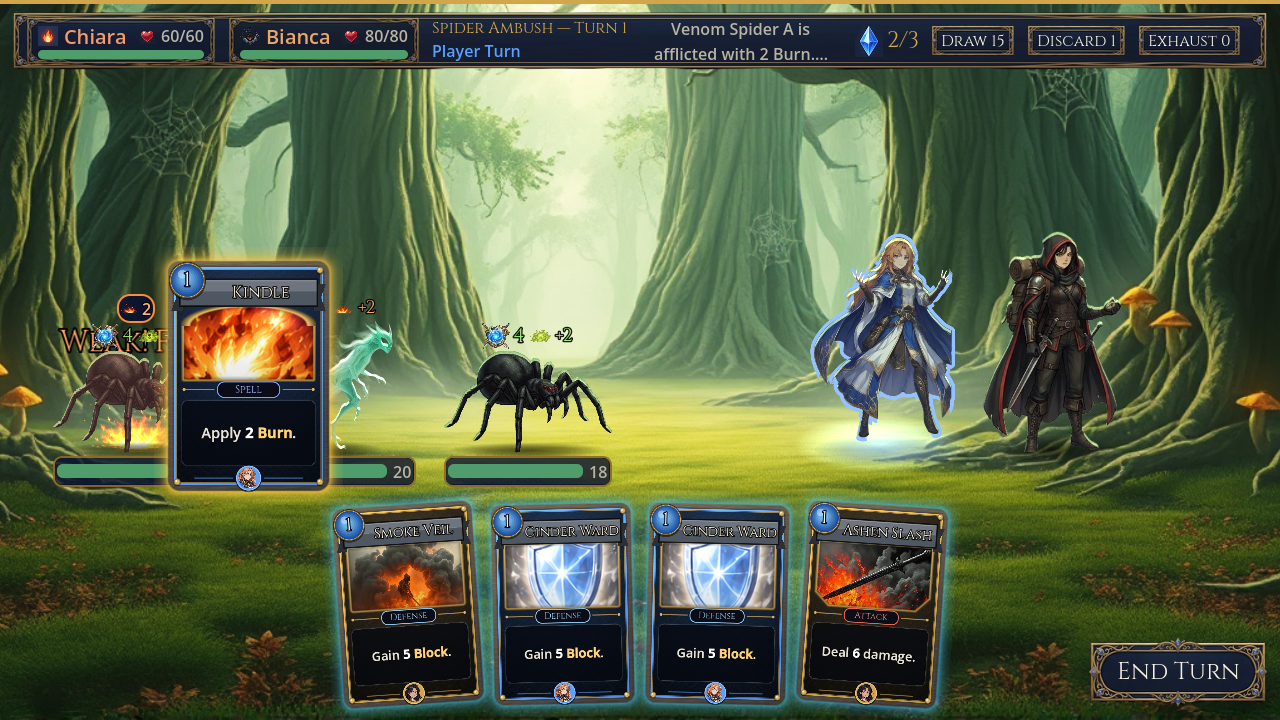 Chiara 60/60
Bianca 80/80
SPIDER AMBUSH — TURN 1
Player Turn
Venom Spider A is
afflicted with 2 Burn....
2/3
DRAW 15
DISCARD 1
EXHAUST 0
2
4
1
KINDLE
SPELL
Apply 2 Burn.
+2
4 +2
20
18
1
SMOKE VEIL
DEFENSE
Gain 5 Block.
1
CINDER WARD
DEFENSE
Gain 5 Block.
1
CINDER WARD
DEFENSE
Gain 5 Block.
1
ASHEN SLASH
ATTACK
Deal 6 damage.
END TURN